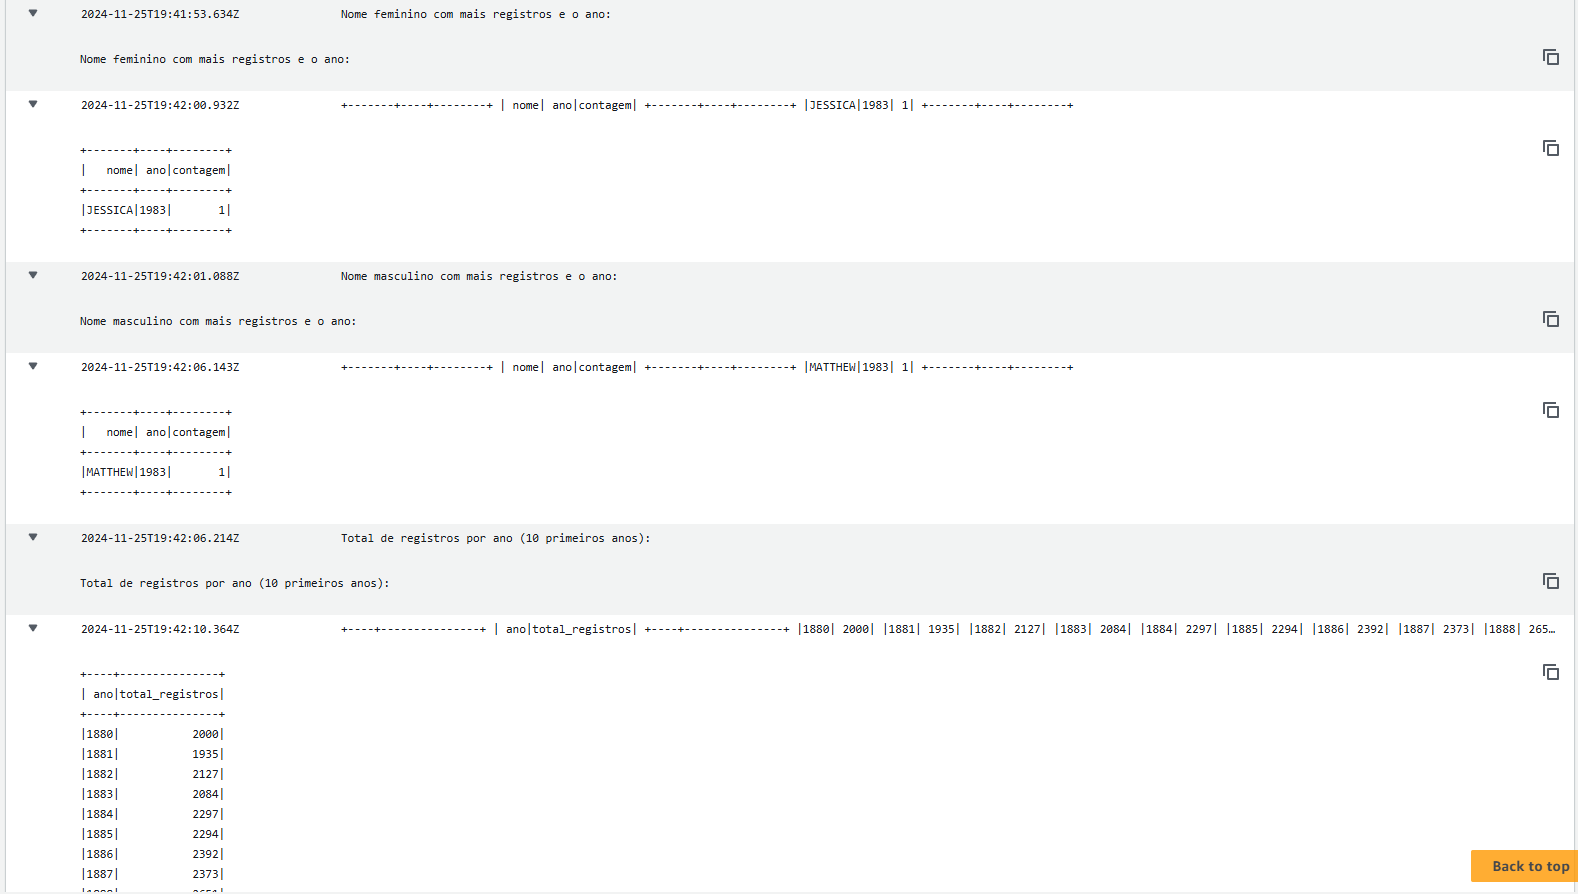 2024-11-25T19:41:53.634Z Nome feminino com mais registros e o ano:
Nome feminino com mais registros e o ano:
2024-11-25T19:42:00.932Z +-------+----+--------+ | nome| ano|contagem| +-------+----+--------+ |JESSICA|1983| 1| +-------+----+--------+
+-------+----+--------+
|   nome| ano|contagem|
+-------+----+--------+
|JESSICA|1983|       1|
+-------+----+--------+
2024-11-25T19:42:01.088Z Nome masculino com mais registros e o ano:
Nome masculino com mais registros e o ano:
2024-11-25T19:42:06.143Z +-------+----+--------+ | nome| ano|contagem| +-------+----+--------+ |MATTHEW|1983| 1| +-------+----+--------+
+-------+----+--------+
|   nome| ano|contagem|
+-------+----+--------+
|MATTHEW|1983|       1|
+-------+----+--------+
2024-11-25T19:42:06.214Z Total de registros por ano (10 primeiros anos):
Total de registros por ano (10 primeiros anos):
2024-11-25T19:42:10.364Z +----+---------------+ | ano|total_registros| +----+---------------+ |1880| 2000| |1881| 1935| |1882| 2127| |1883| 2084| |1884| 2297| |1885| 2294| |1886| 2392| |1887| 2373| |1888| 265…
+----+---------------+
| ano|total_registros|
+----+---------------+
|1880|           2000|
|1881|           1935|
|1882|           2127|
|1883|           2084|
|1884|           2297|
|1885|           2294|
|1886|           2392|
|1887|           2373|
Back to top